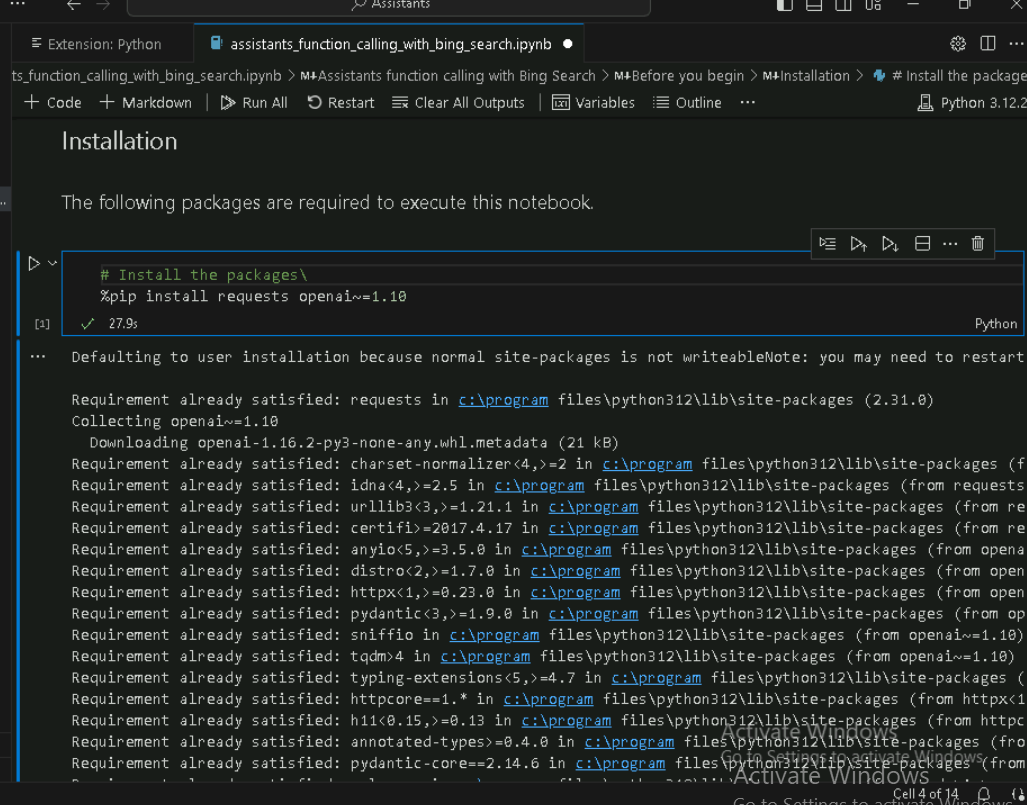 Assistants
Extension: Python
assistants_function_calling_with_bing_search.ipynb
ts_function_calling_with_bing_search.ipynb > M↓Assistants function calling with Bing Search > M↓Before you begin > M↓Installation > # Install the package
+ Code + Markdown | Run All Restart Clear All Outputs | Variables Outline ... Python 3.12.2
Installation
The following packages are required to execute this notebook.
# Install the packages\
%pip install requests openai~=1.10
[1] 27.9s Python
... Defaulting to user installation because normal site-packages is not writeableNote: you may need to restart
Requirement already satisfied: requests in c:\program files\python312\lib\site-packages (2.31.0)
Collecting openai~=1.10
Downloading openai-1.16.2-py3-none-any.whl.metadata (21 kB)
Requirement already satisfied: charset-normalizer<4,>=2 in c:\program files\python312\lib\site-packages (f
Requirement already satisfied: idna<4,>=2.5 in c:\program files\python312\lib\site-packages (from requests
Requirement already satisfied: urllib3<3,>=1.21.1 in c:\program files\python312\lib\site-packages (from re
Requirement already satisfied: certifi>=2017.4.17 in c:\program files\python312\lib\site-packages (from re
Requirement already satisfied: anyio<5,>=3.5.0 in c:\program files\python312\lib\site-packages (from opena
Requirement already satisfied: distro<2,>=1.7.0 in c:\program files\python312\lib\site-packages (from open
Requirement already satisfied: httpx<1,>=0.23.0 in c:\program files\python312\lib\site-packages (from open
Requirement already satisfied: pydantic<3,>=1.9.0 in c:\program files\python312\lib\site-packages (from op
Requirement already satisfied: sniffio in c:\program files\python312\lib\site-packages (from openai~=1.10)
Requirement already satisfied: tqdm>4 in c:\program files\python312\lib\site-packages (from openai~=1.10)
Requirement already satisfied: typing-extensions<5,>=4.7 in c:\program files\python312\lib\site-packages (
Requirement already satisfied: httpcore==1.* in c:\program files\python312\lib\site-packages (from httpx<1
Requirement already satisfied: h11<0.15,>=0.13 in c:\program files\python312\lib\site-packages (from httpc
Requirement already satisfied: annotated-types>=0.4.0 in c:\program files\python312\lib\site-packages (fro
Requirement already satisfied: pydantic-core==2.14.6 in c:\program files\python312\lib\site-packages (from
Activate Windows
Go to Settings to activate Windows.
Activate Windows
Go to Settings to activate Windows
Cell 4 of 14